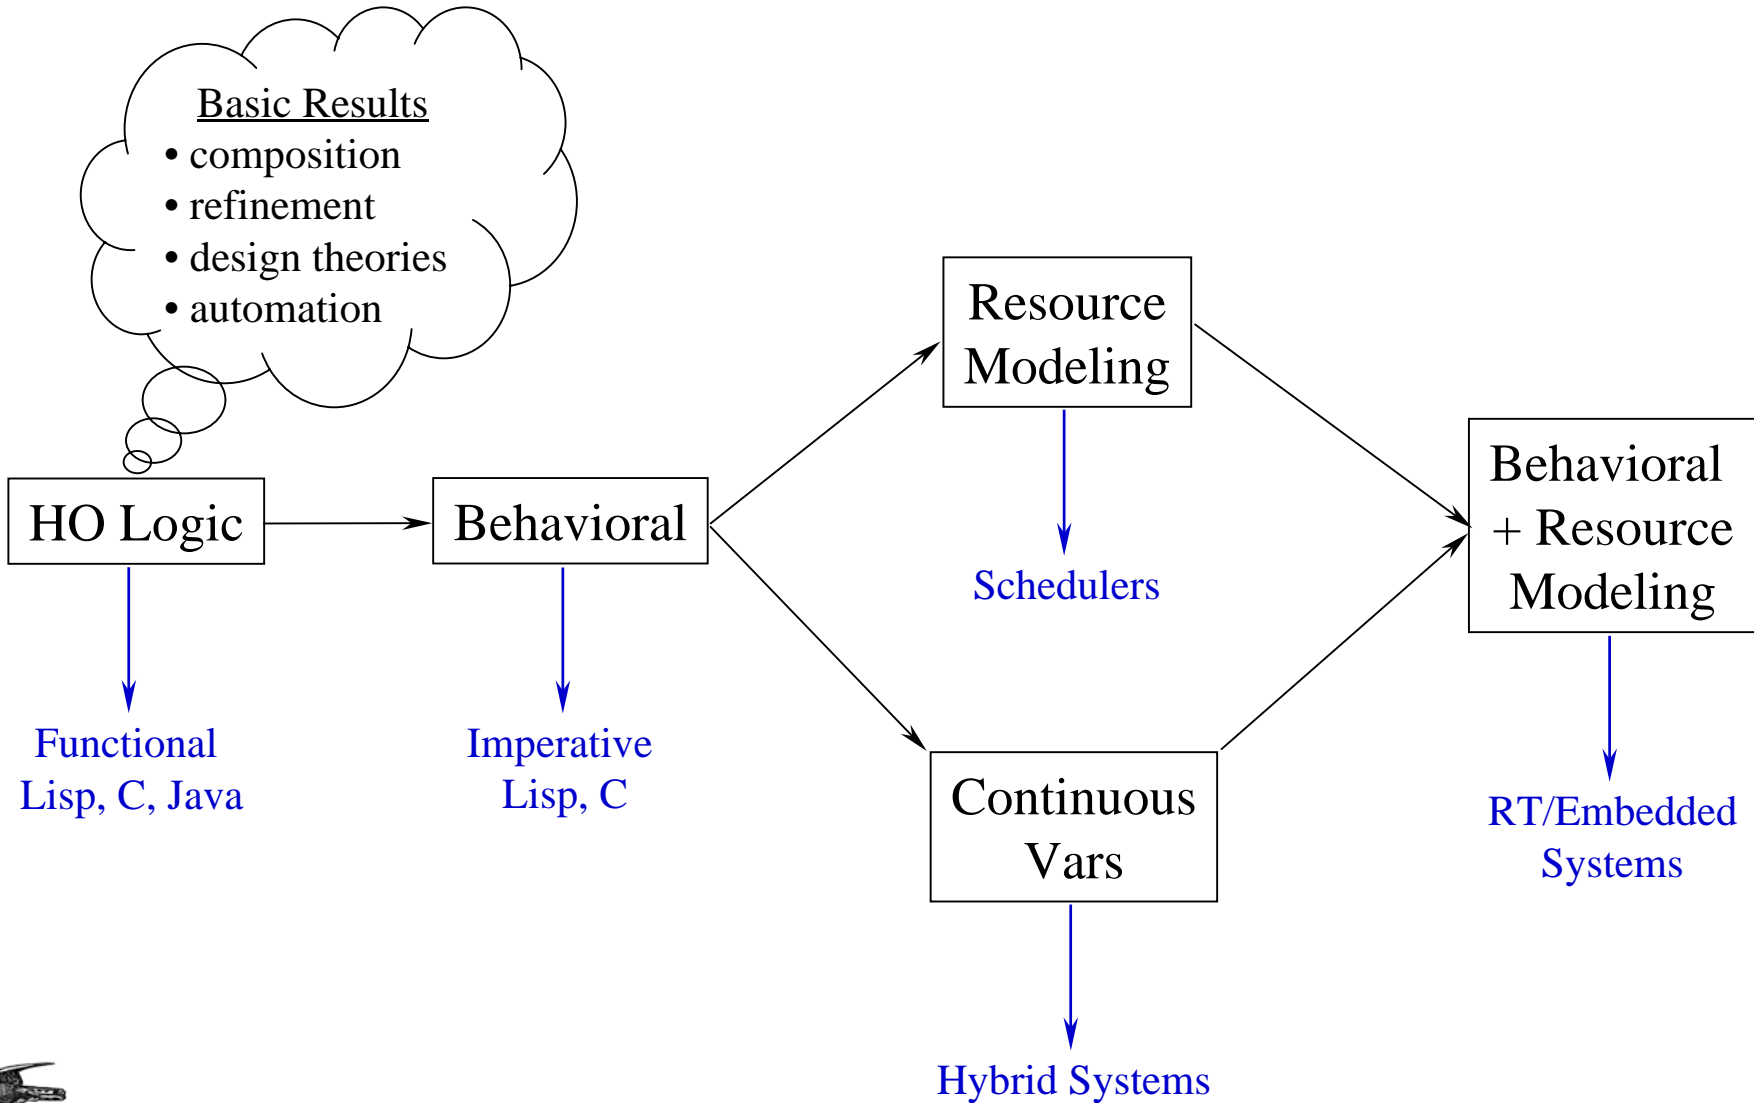 Basic Results
• composition
• refinement
• design theories
• automation
HO Logic
Behavioral
Resource
Modeling
Behavioral
+ Resource
Modeling
Schedulers
Functional
Lisp, C, Java
Imperative
Lisp, C
Continuous
Vars
RT/Embedded
Systems
Hybrid Systems